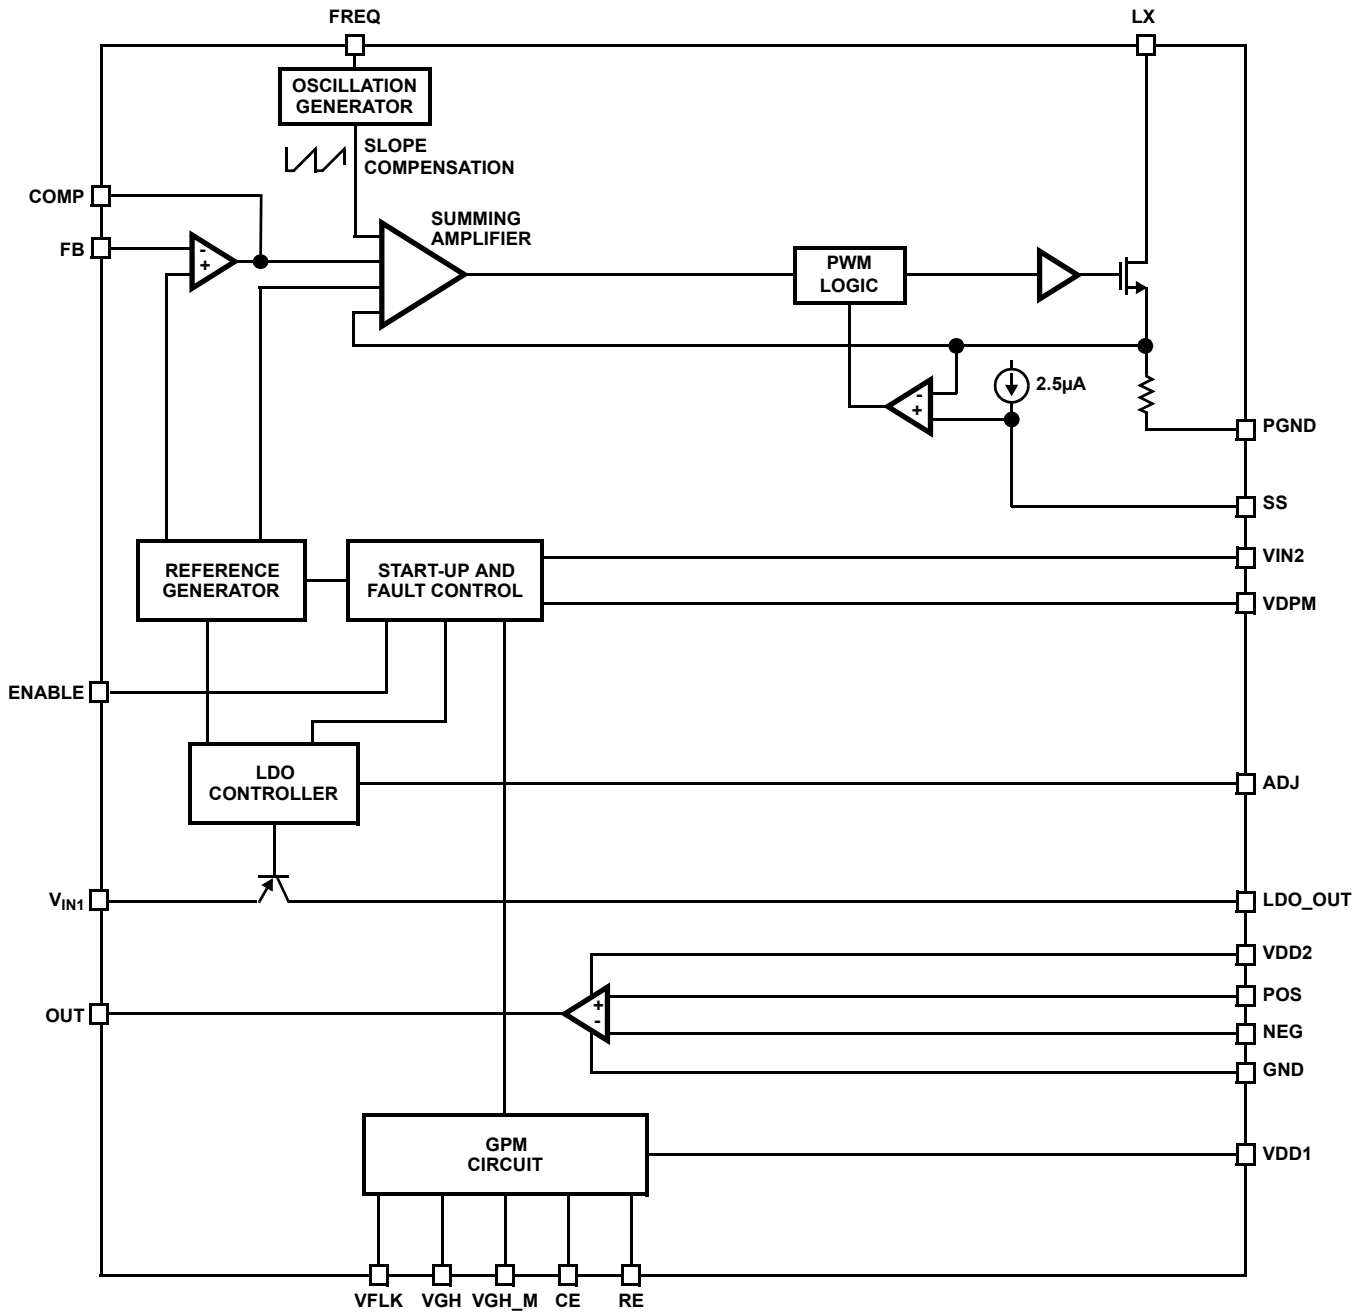 FREQ
LX
OSCILLATION
GENERATOR
SLOPE
COMPENSATION
COMP
SUMMING
AMPLIFIER
FB
-
+
PWM
LOGIC
2.5µA
-
+
PGND
SS
REFERENCE
GENERATOR
START-UP AND
FAULT CONTROL
VIN2
VDPM
ENABLE
LDO
CONTROLLER
ADJ
VIN1
LDO_OUT
VDD2
POS
+
-
OUT
NEG
GND
GPM
CIRCUIT
VDD1
VFLK
VGH
VGH_M
CE
RE